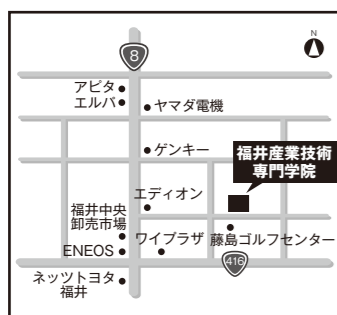 N
8
アピタ
エルバ
ヤマダ電機
ゲンキー
福井産業技術
専門学院
エディオン
福井中央
卸売市場
ENEOS
ワイプラザ
藤島ゴルフセンター
416
ネッツトヨタ
福井